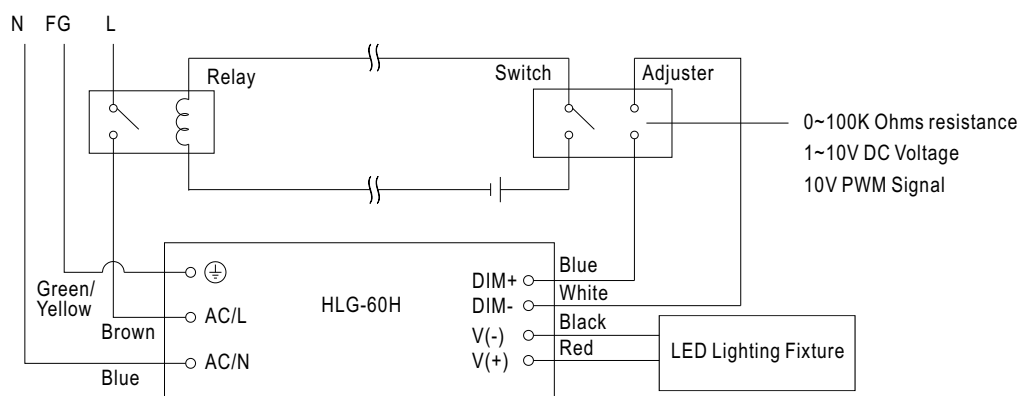 N FG L
Relay
Switch
Adjuster
0~100K Ohms resistance
1~10V DC Voltage
10V PWM Signal
Green/
Yellow
Brown
Blue
AC/L
AC/N
HLG-60H
DIM+
DIM-
V(-)
V(+)
Blue
White
Black
Red
LED Lighting Fixture